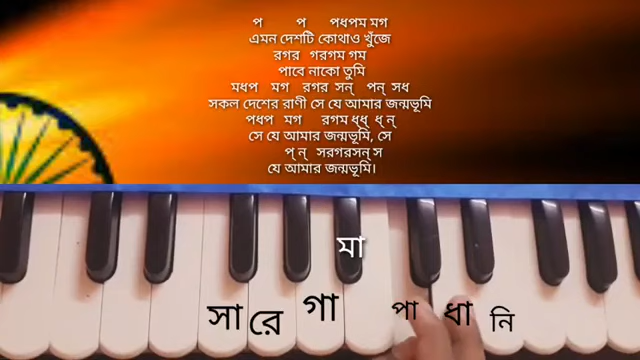 প প পধপম মগ
এমন দেশটি কোথাও খুঁজে
রগর গরগম গম
পাবে নাকো তুমি
মধপ মগ রগর সন্ পন্ সধ
সকল দেশের রাণী সে যে আমার জন্মভূমি
পধপ মগ রগম ধ্ধ্ ধ্ ন্
সে যে আমার জন্মভূমি, সে
প্ ন্ সরগরসন্ স
যে আমার জন্মভূমি।
মা
সা রে গা পা ধা নি